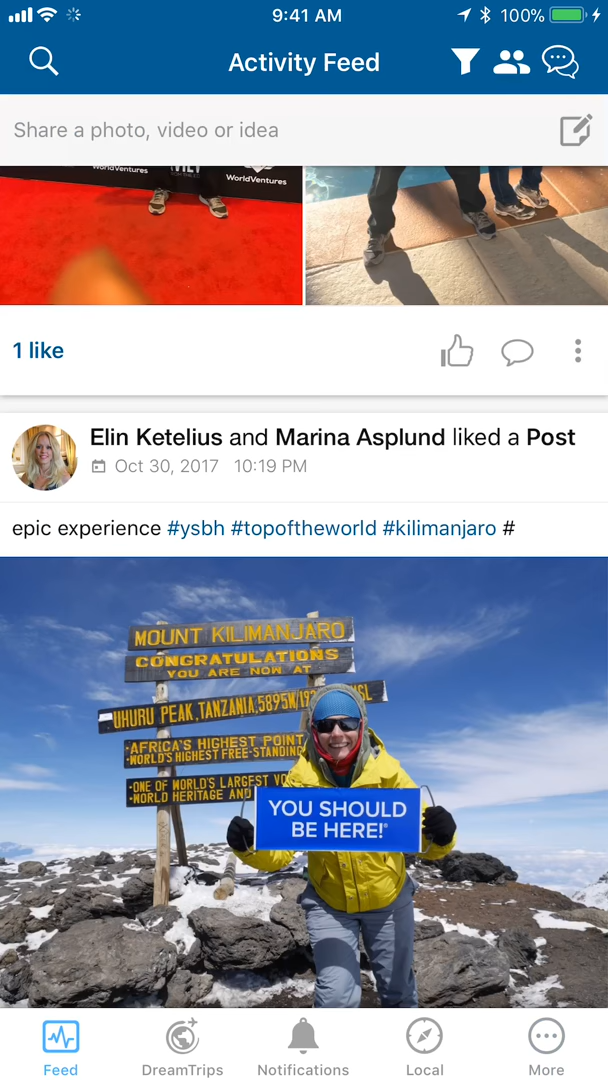 9:41 AM 100%
Activity Feed
Share a photo, video or idea
WorldVentures WorldVentures
1 like
Elin Ketelius and Marina Asplund liked a Post
Oct 30, 2017 10:19 PM
epic experience #ysbh #topoftheworld #kilimanjaro #
MOUNT KILIMANJARO
CONGRATULATIONS
YOU ARE NOW AT
UHURU PEAK, TANZANIA, 5895M/19
•AFRICA'S HIGHEST POINT
•WORLD'S HIGHEST FREE-STANDING
•ONE OF WORLD'S LARGEST VO
•WORLD HERITAGE AND
YOU SHOULD
BE HERE!®
Feed DreamTrips Notifications Local More